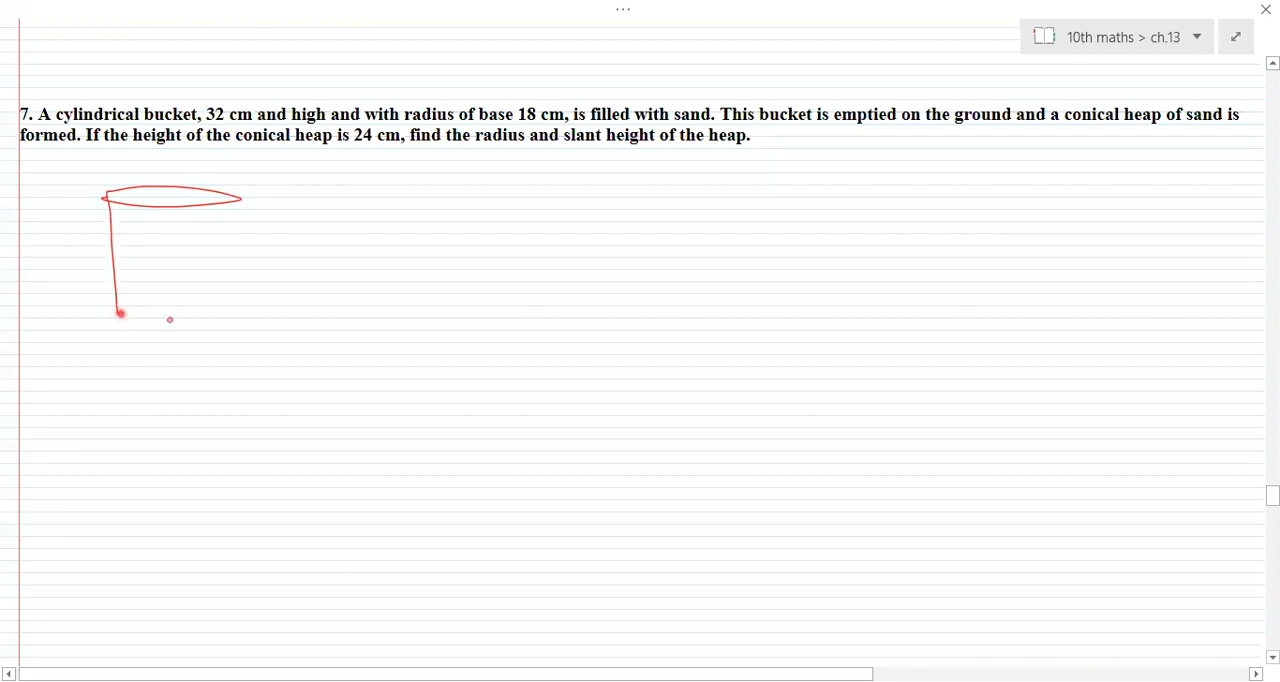 ...
10th maths > ch.13
7. A cylindrical bucket, 32 cm and high and with radius of base 18 cm, is filled with sand. This bucket is emptied on the ground and a conical heap of sand is
formed. If the height of the conical heap is 24 cm, find the radius and slant height of the heap.